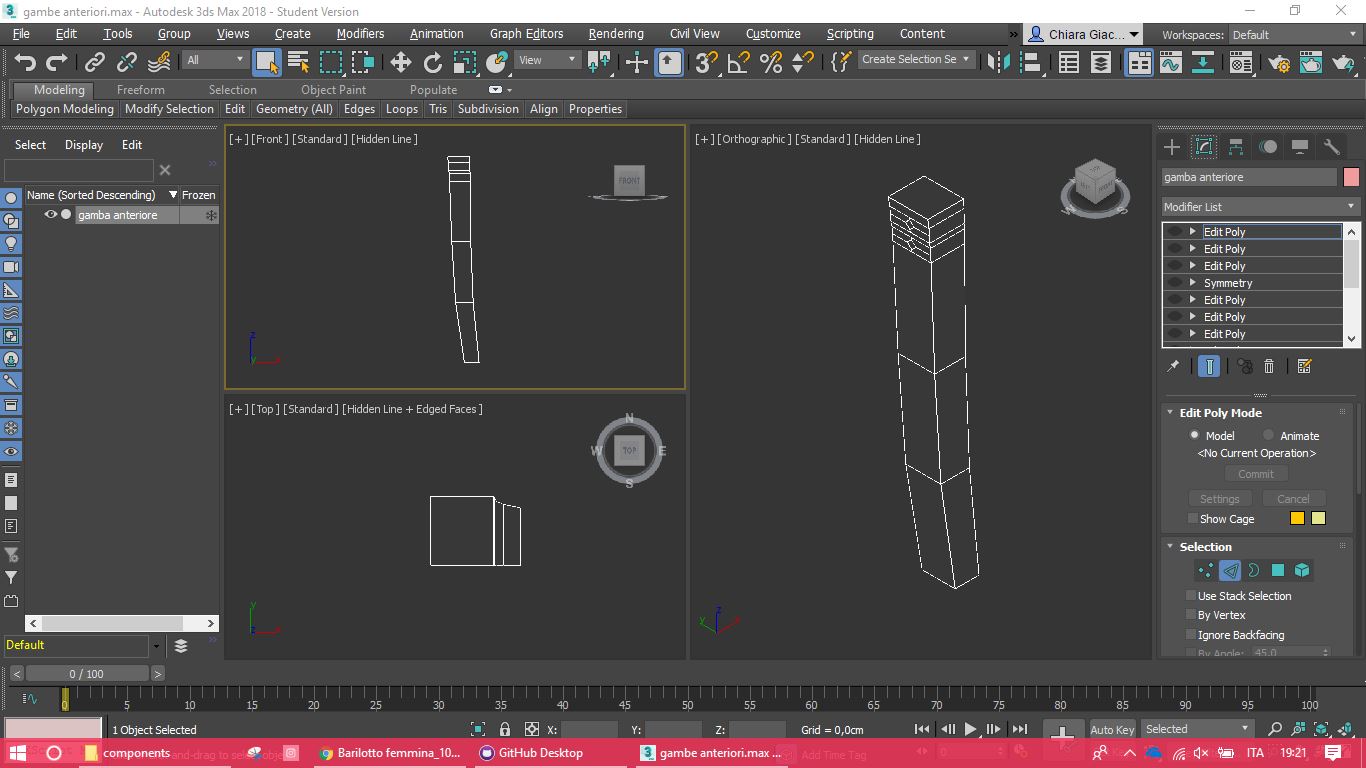 gambe anteriori.max - Autodesk 3ds Max 2018 - Student Version
File Edit Tools Group Views Create Modifiers Animation Graph Editors Rendering Civil View Customize Scripting Content » Chiara Giac... Workspaces: Default
All View Create Selection Se
Modeling Freeform Selection Object Paint Populate
Polygon Modeling Modify Selection Edit Geometry (All) Edges Loops Tris Subdivision Align Properties
Select Display Edit
Name (Sorted Descending) Frozen
gamba anteriore
Default
[+] [Front] [Standard] [Hidden Line]
FRONT
[+] [Top] [Standard] [Hidden Line + Edged Faces]
N
W TOP E
S
[+] [Orthographic] [Standard] [Hidden Line]
TOP
W S
gamba anteriore
Modifier List
Edit Poly
Edit Poly
Edit Poly
Symmetry
Edit Poly
Edit Poly
Edit Poly
Edit Poly Mode
Model Animate
<No Current Operation>
Commit
Settings Cancel
Show Cage
Selection
Use Stack Selection
By Vertex
Ignore Backfacing
By Angle: 45,0
< 0 / 100 >
0 5 10 15 20 25 30 35 40 45 50 55 60 65 70 75 80 85 90 95 100
1 Object Selected X: Y: Z: Grid = 0,0cm Auto Key Selected
components Barilotto femmina_10... GitHub Desktop gambe anteriori.max ... Add Time Tag ITA 19:21